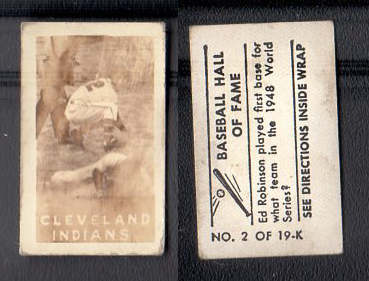 CLEVELAND
INDIANS
BASEBALL HALL
OF FAME
Ed Robinson played first base for
what team in the 1948 World
Series?
SEE DIRECTIONS INSIDE WRAP
NO. 2 OF 19-K